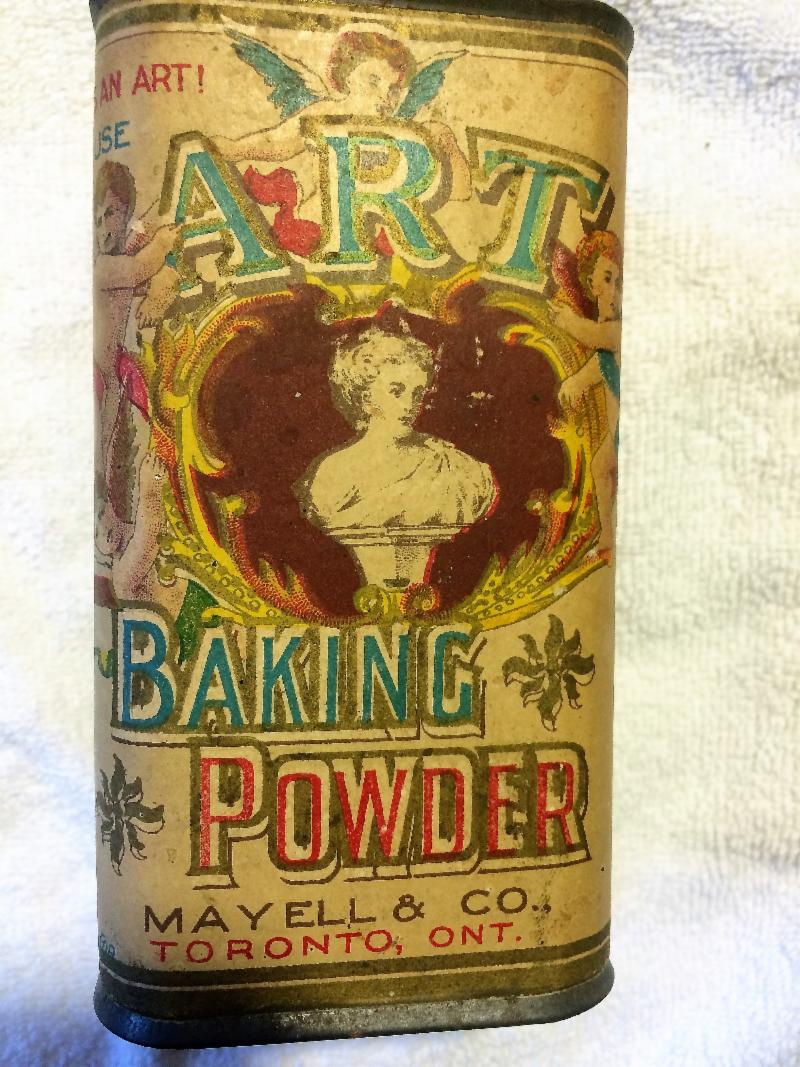 AN ART!
USE
ART
BAKING
POWDER
MAYELL & CO.,
TORONTO, ONT.